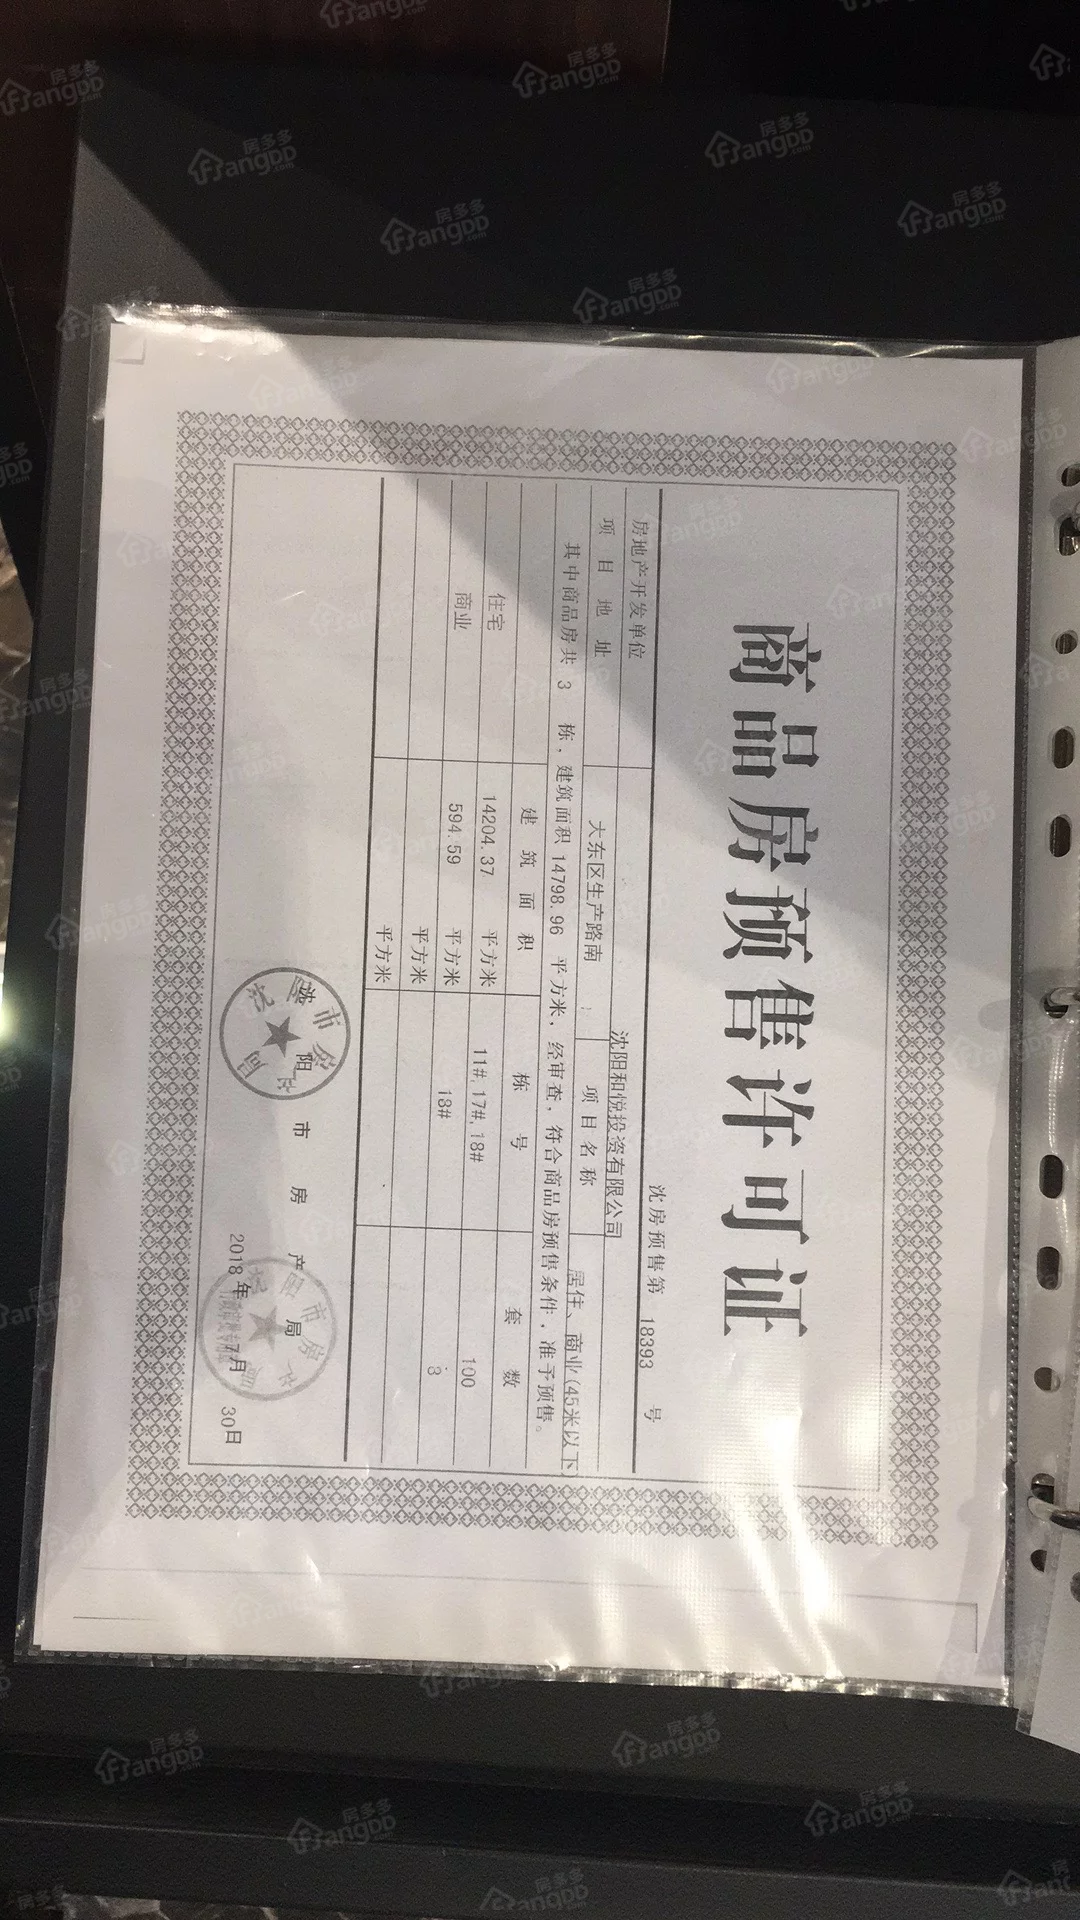 商品房预售许可证
沈房预售第 18393 号
房地产开发单位 沈阳和悦投资有限公司
项目地址 大东区生产路南 项目名称 居住、商业(45米以下)
其中商品房共 3 栋，建筑面积 14798.96 平方米，经审查，符合商品房预售条件，准予预售。
建筑面积 栋号 套数
住宅 14204.37 平方米 11#,17#,18# 100
商业 594.59 平方米 18# 3
平方米
平方米
沈阳市房产局
2018年7月30日
房多多
FangDD.com